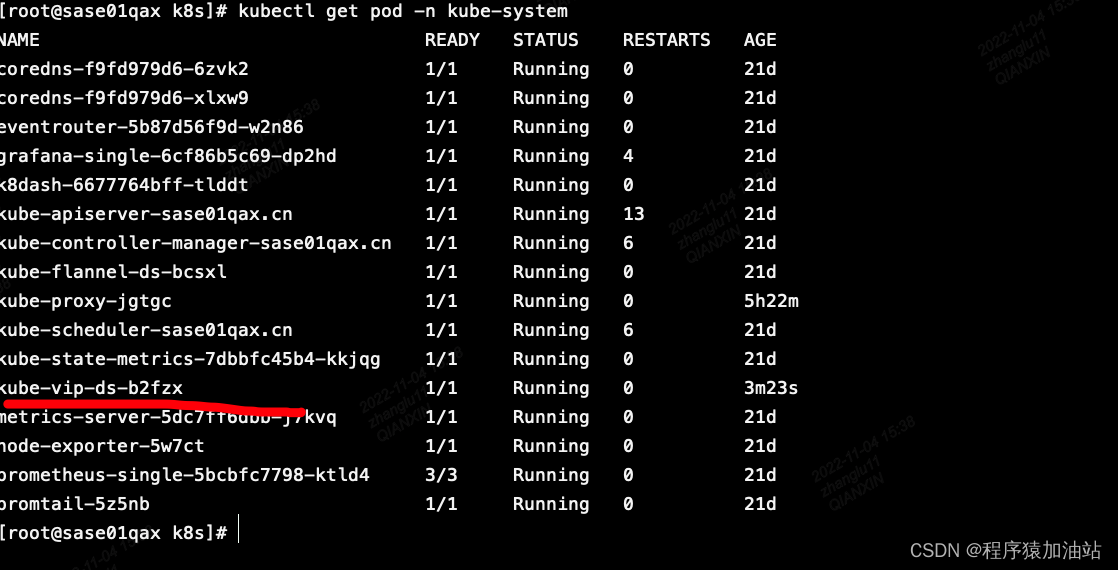 [root@sase01qax k8s]# kubectl get pod -n kube-system
NAME READY STATUS RESTARTS AGE
coredns-f9fd979d6-6zvk2 1/1 Running 0 21d
coredns-f9fd979d6-xlxw9 1/1 Running 0 21d
eventrouter-5b87d56f9d-w2n86 1/1 Running 0 21d
grafana-single-6cf86b5c69-dp2hd 1/1 Running 4 21d
k8dash-6677764bff-tlddt 1/1 Running 0 21d
kube-apiserver-sase01qax.cn 1/1 Running 13 21d
kube-controller-manager-sase01qax.cn 1/1 Running 6 21d
kube-flannel-ds-bcsxl 1/1 Running 0 21d
kube-proxy-jgtgc 1/1 Running 0 5h22m
kube-scheduler-sase01qax.cn 1/1 Running 6 21d
kube-state-metrics-7dbbfc45b4-kkjqg 1/1 Running 0 21d
kube-vip-ds-b2fzx 1/1 Running 0 3m23s
metrics-server-5dc7ff6dbb-j7kvq 1/1 Running 0 21d
node-exporter-5w7ct 1/1 Running 0 21d
prometheus-single-5bcbfc7798-ktld4 3/3 Running 0 21d
promtail-5z5nb 1/1 Running 0 21d
[root@sase01qax k8s]#
2022-11-04 15:38
zhanglu11
QIANXIN
CSDN @程序猿加油站